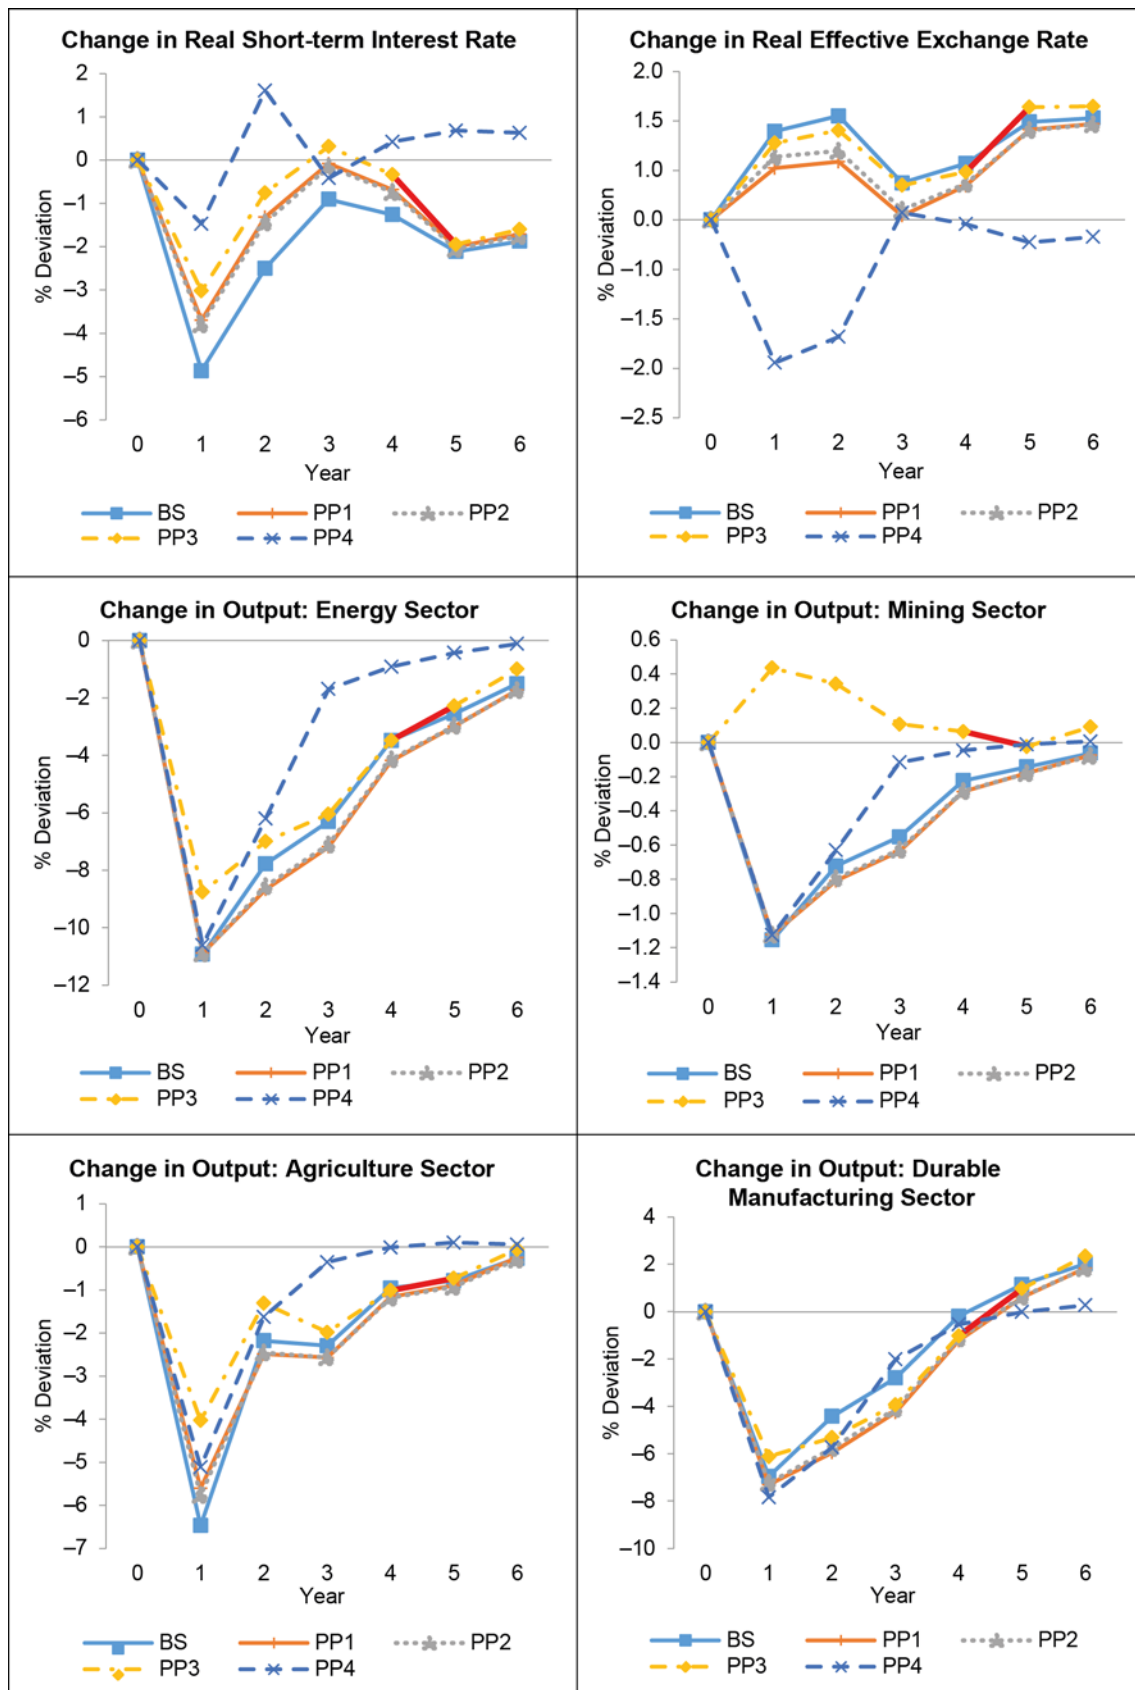 Change in Real Short-term Interest Rate
2
1
0
–1
–2
–3
–4
–5
–6
% Deviation
0 1 2 3 4 5 6
Year
BS PP1 PP2
PP3 PP4
Change in Real Effective Exchange Rate
2.0
1.5
1.0
0.0
–1.0
–1.5
–2.0
–2.5
% Deviation
0 1 2 3 4 5 6
Year
BS PP1 PP2
PP3 PP4
Change in Output: Energy Sector
0
–2
–4
–6
–8
–10
–12
% Deviation
0 1 2 3 4 5 6
Year
BS PP1 PP2
PP3 PP4
Change in Output: Mining Sector
0.6
0.4
0.2
0.0
–0.2
–0.4
–0.6
–0.8
–1.0
–1.2
–1.4
% Deviation
0 1 2 3 4 5 6
Year
BS PP1 PP2
PP3 PP4
Change in Output: Agriculture Sector
1
0
–1
–2
–3
–4
–5
–6
–7
% Deviation
0 1 2 3 4 5 6
Year
BS PP1 PP2
PP3 PP4
Change in Output: Durable
Manufacturing Sector
4
2
0
–2
–4
–6
–8
–10
% Deviation
0 1 2 3 4 5 6
Year
BS PP1 PP2
PP3 PP4